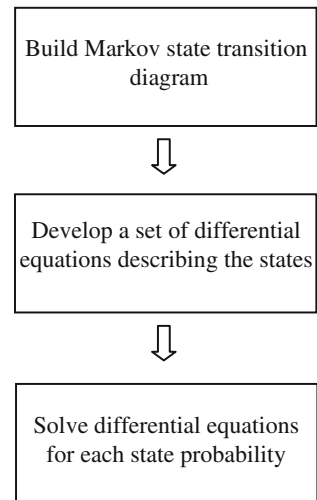 Build Markov state transition
diagram
Develop a set of differential
equations describing the states
Solve differential equations
for each state probability